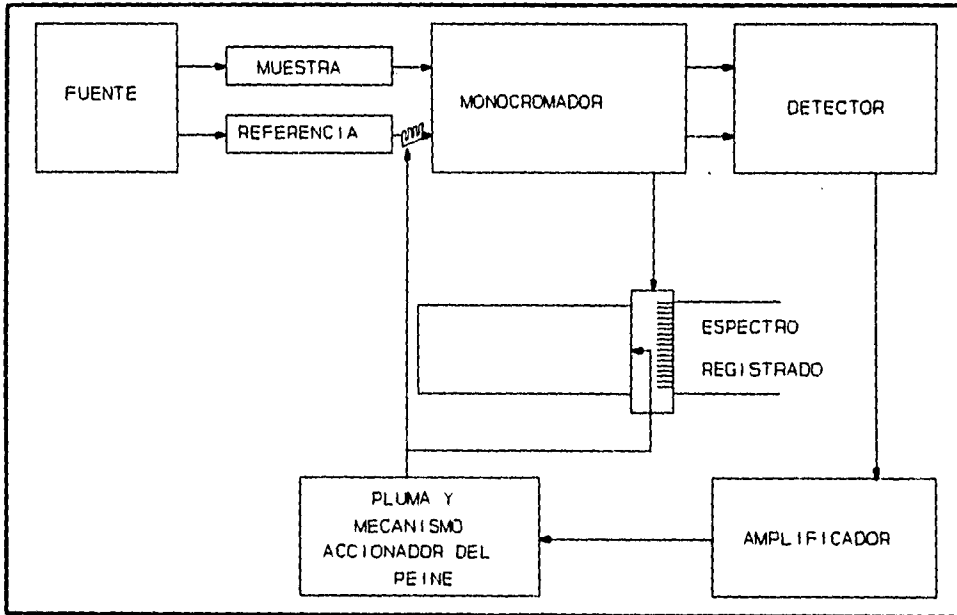 FUENTE
MUESTRA
REFERENCIA
MONOCROMADOR
DETECTOR
ESPECTRO
REGISTRADO
PLUMA Y
MECANISMO
ACCIONADOR DEL
PEINE
AMPLIFICADOR